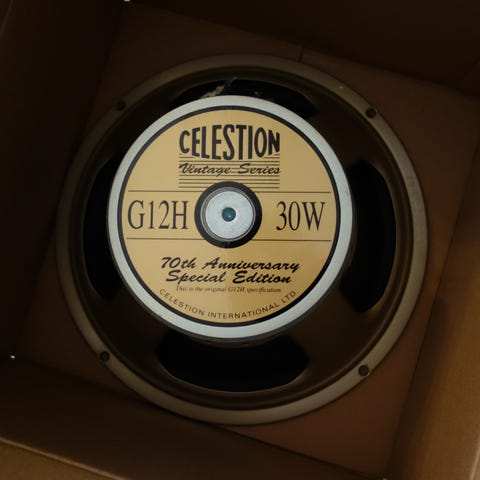 CELESTION
Vintage Series
G12H 30W
70th Anniversary
Special Edition
This is the original G12H specification
CELESTION INTERNATIONAL LTD